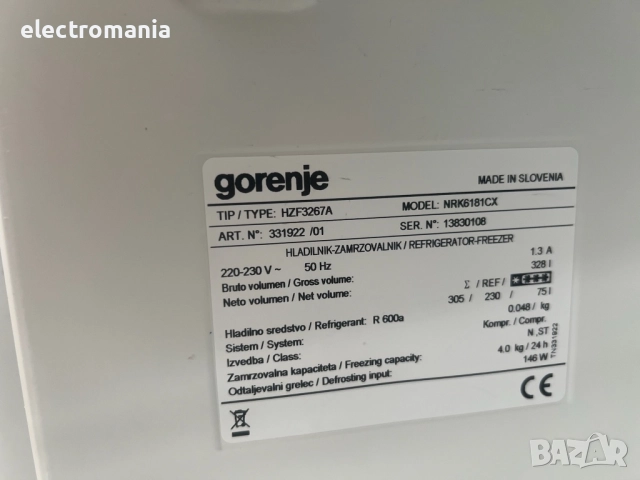 electromania
gorenje
MADE IN SLOVENIA
TIP / TYPE: HZF3267A MODEL: NRK6181CX
ART. N°: 331922 /01 SER. N°: 13830108
HLADILNIK-ZAMRZOVALNIK / REFRIGERATOR-FREEZER
220-230 V ~ 50 Hz 1.3 A
Bruto volumen / Gross volume: 328 l
Σ / REF /
Neto volumen / Net volume: 305 / 230 / 75 l
Hladilno sredstvo / Refrigerant: R 600a 0.048 / kg
Sistem / System: Kompr. / Compr.
Izvedba / Class: N ,ST
Zamrzovalna kapaciteta / Freezing capacity: 4.0 kg / 24 h
Odtaljevalni grelec / Defrosting input: 146 W
TN331922
CE
BAZAR